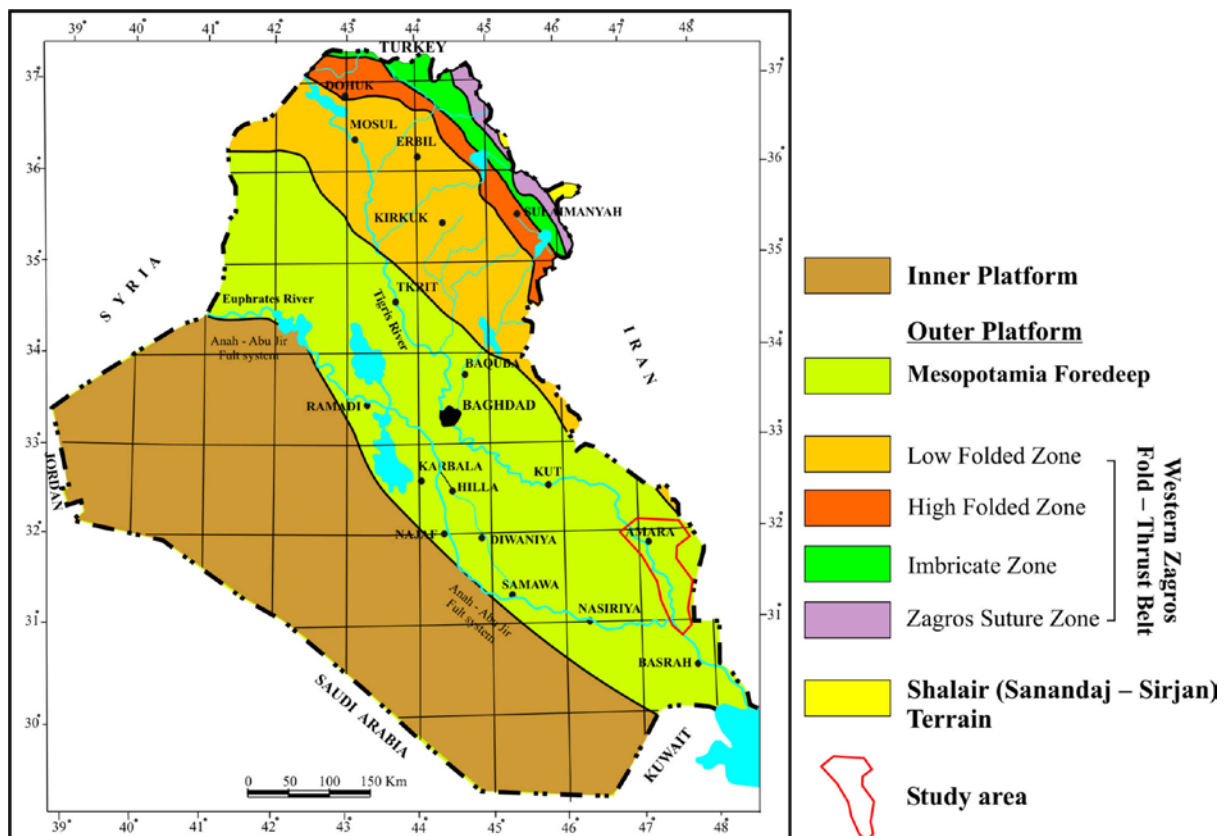 39° 40° 41° 42° 43° 44° 45° 46° 47° 48
TURKEY
37°
37°
DOHUK
MOSUL
ERBIL
36°
36°
SULAIMANYAH
KIRKUK
35°
35°
SYRIA
TKRIT
Euphrates River
Tigris River
IRAN
34°
34°
Anah - Abu Jir
Fult system
BAQUBA
RAMADI
BAGHDAD
33°
33°
JORDAN
KARBALA
KUT
HILLA
32°
32°
NAJAF
DIWANIYA
AMARA
SAMAWA
31°
31°
Anah - Abu Jir
Fult system
NASIRIYA
BASRAH
SAUDI ARABIA
30°
30°
KUWAIT
0 50 100 150 Km
39° 40 41 42 43 44 45 46 47 48
Inner Platform
Outer Platform
Mesopotamia Foredeep
Low Folded Zone
High Folded Zone
Imbricate Zone
Zagros Suture Zone
Western Zagros
Fold – Thrust Belt
Shalair (Sanandaj – Sirjan)
Terrain
Study area